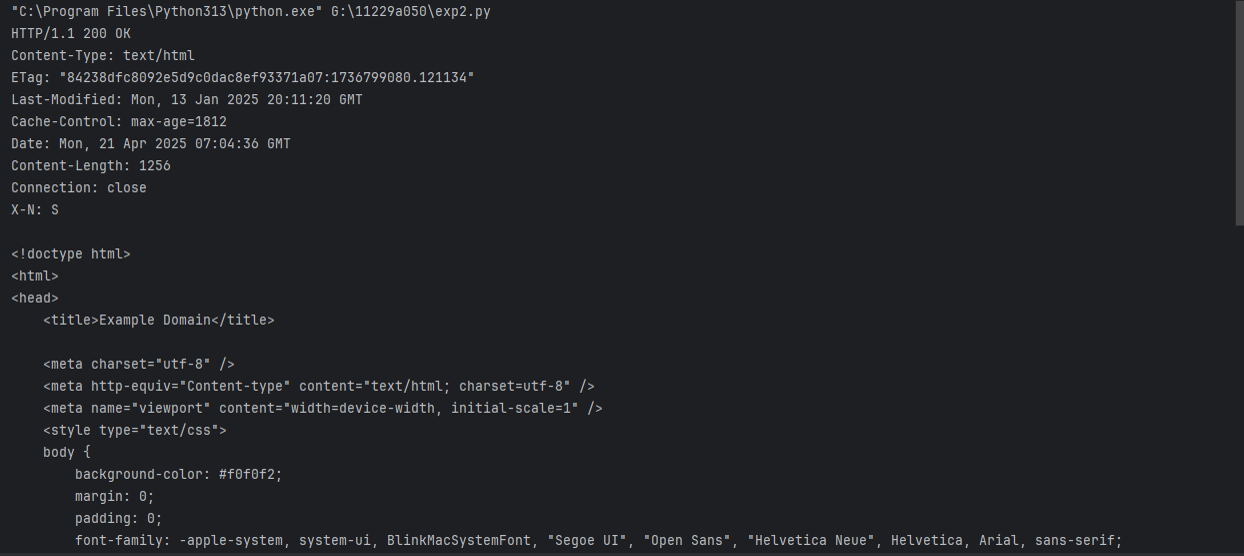 "C:\Program Files\Python313\python.exe" G:\11229a050\exp2.py
HTTP/1.1 200 OK
Content-Type: text/html
ETag: "84238dfc8092e5d9c0dac8ef93371a07:1736799080.121134"
Last-Modified: Mon, 13 Jan 2025 20:11:20 GMT
Cache-Control: max-age=1812
Date: Mon, 21 Apr 2025 07:04:36 GMT
Content-Length: 1256
Connection: close
X-N: S

<!doctype html>
<html>
<head>
    <title>Example Domain</title>

    <meta charset="utf-8" />
    <meta http-equiv="Content-type" content="text/html; charset=utf-8" />
    <meta name="viewport" content="width=device-width, initial-scale=1" />
    <style type="text/css">
    body {
        background-color: #f0f0f2;
        margin: 0;
        padding: 0;
        font-family: -apple-system, system-ui, BlinkMacSystemFont, "Segoe UI", "Open Sans", "Helvetica Neue", Helvetica, Arial, sans-serif;